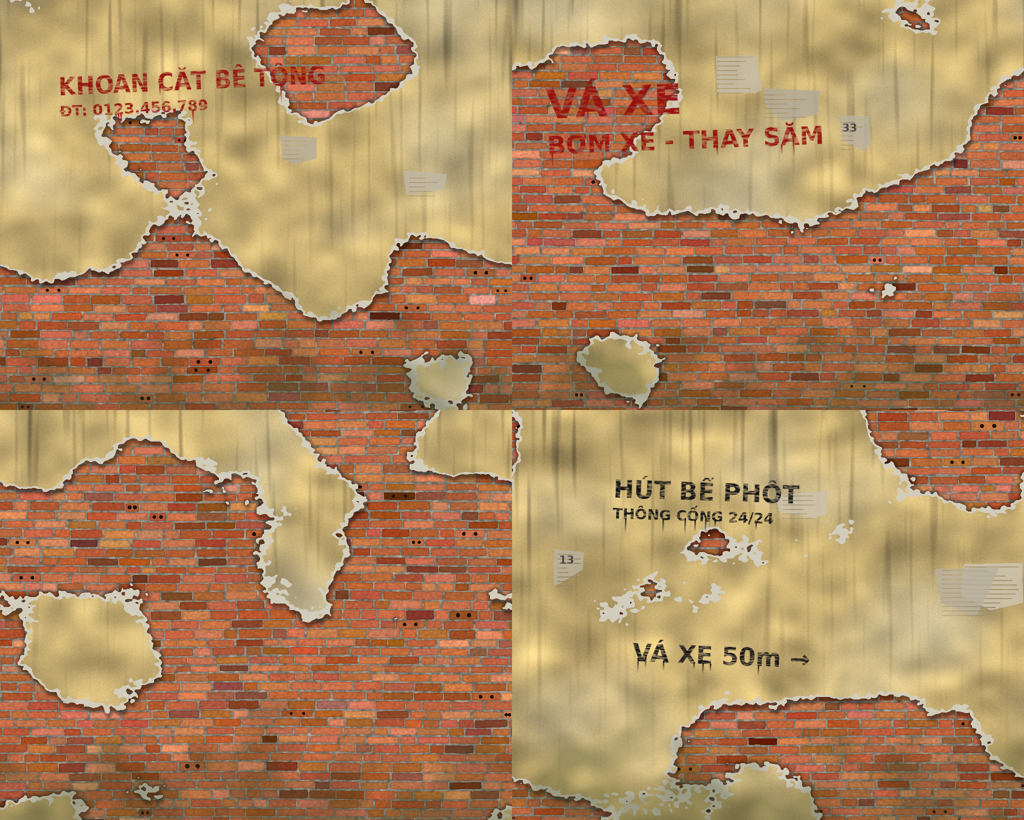 KHOAN CẮT BÊ TÔNG
ĐT: 0123.456.789
VÁ XE
BƠM XE - THAY SĂM
33
HÚT BỂ PHỐT
THÔNG CỐNG 24/24
13
VÁ XE 50m →